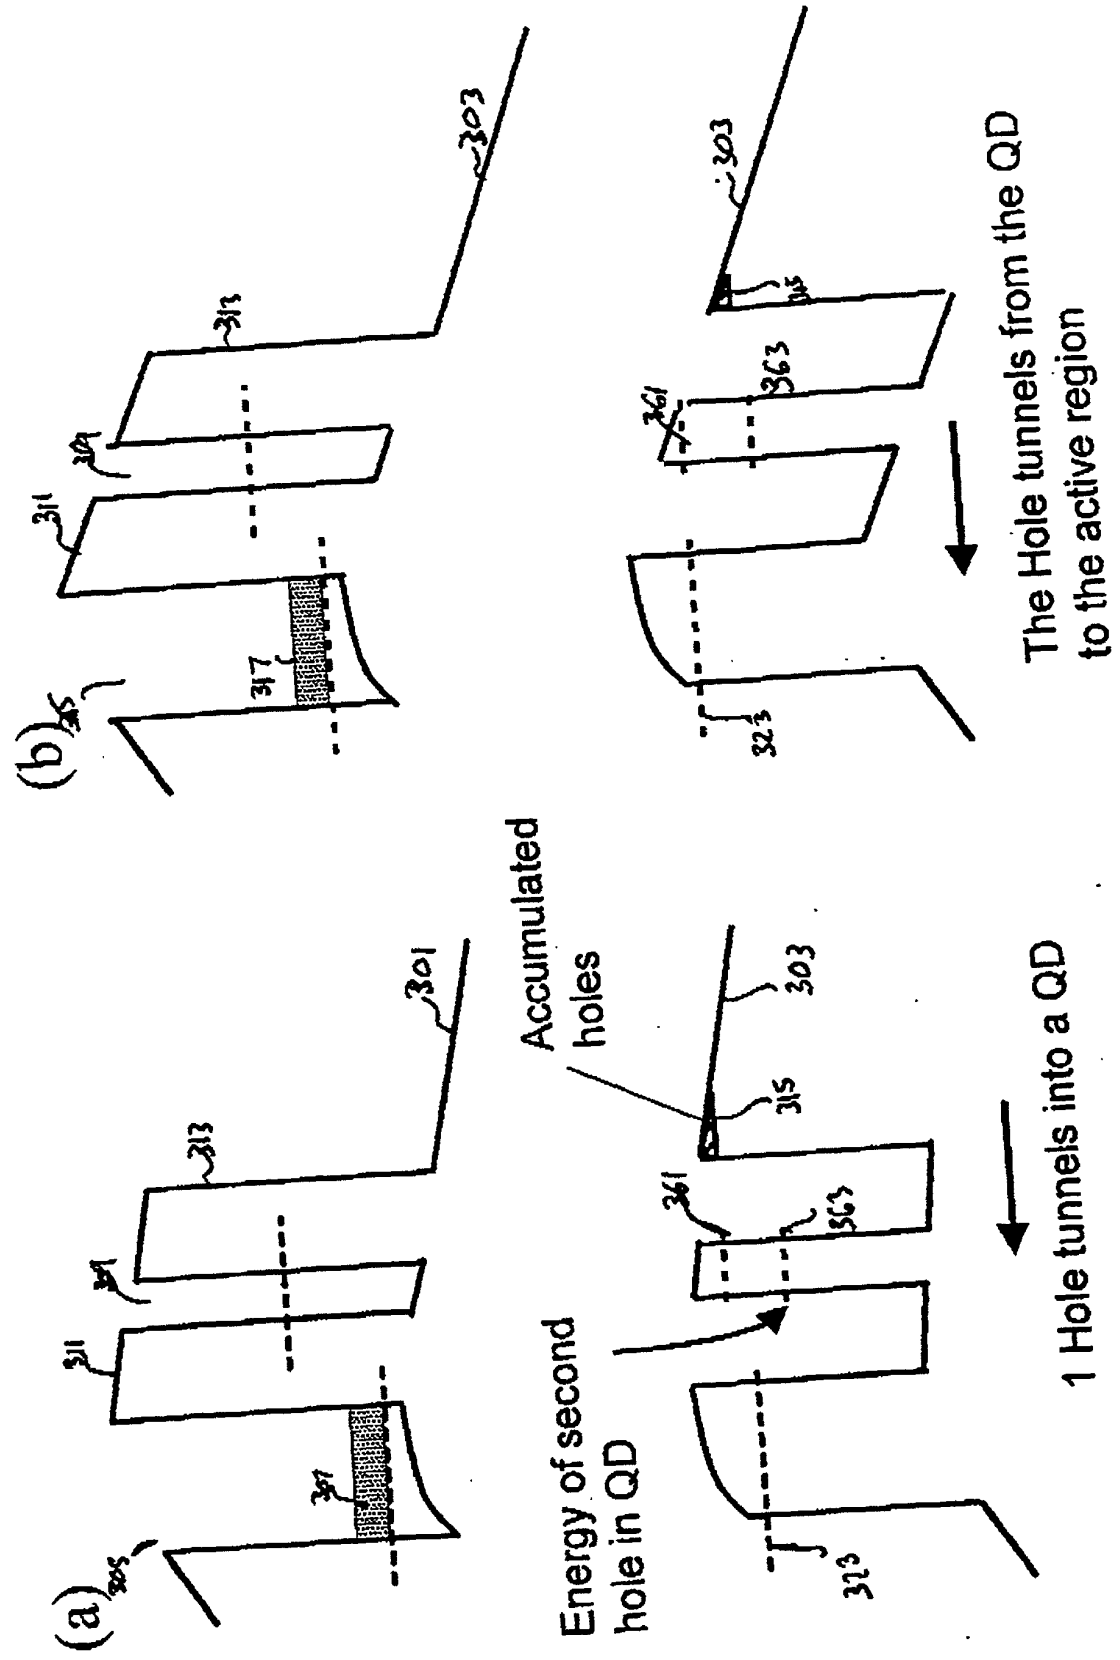 (a)
305
307
311
309
313
301
Energy of second
hole in QD
Accumulated
holes
361
363
315
303
323
1 Hole tunnels into a QD
(b)
317
311
309
313
303
361
363
303
323
The Hole tunnels from the QD
to the active region